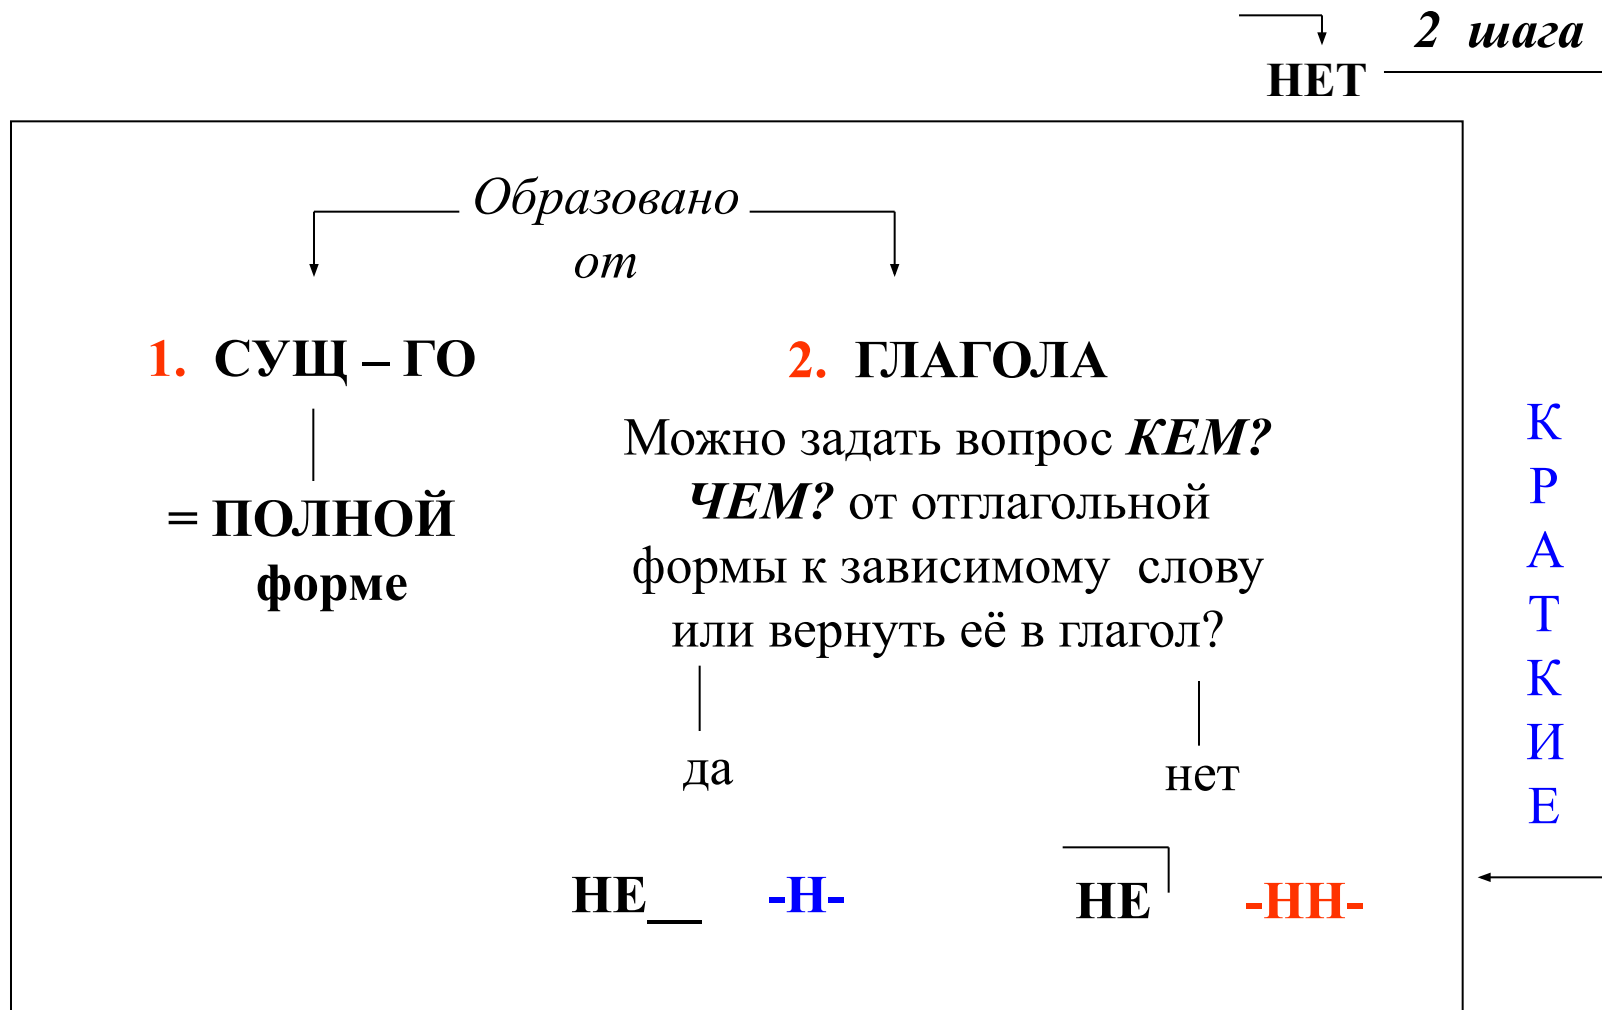 2 шага
НЕТ
Образовано
от
1. СУЩ – ГО
= ПОЛНОЙ
форме
2. ГЛАГОЛА
Можно задать вопрос КЕМ?
ЧЕМ? от отглагольной
формы к зависимому слову
или вернуть её в глагол?
да
нет
НЕ__ -Н-
НЕ -НН-
К
Р
А
Т
К
И
Е